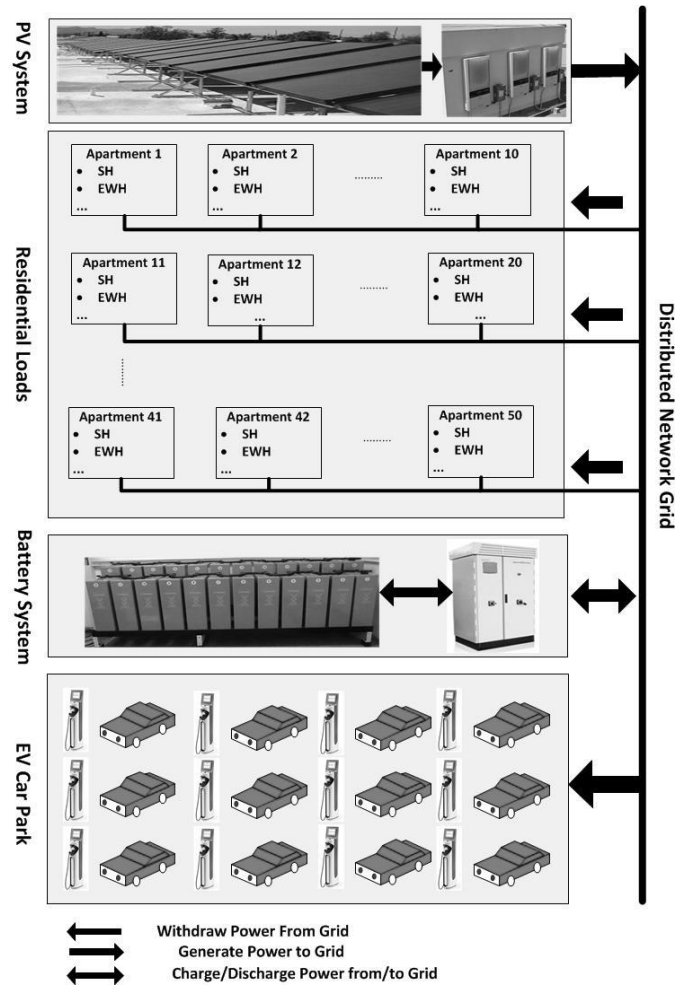 PV System
Apartment 1
• SH
• EWH
...
Apartment 2
• SH
• EWH
.........
Apartment 10
• SH
• EWH
...
Residential Loads
Apartment 11
• SH
• EWH
...
Apartment 12
• SH
• EWH
...
.........
Apartment 20
• SH
• EWH
...
Distributed Network Grid
Apartment 41
• SH
• EWH
...
Apartment 42
• SH
• EWH
.........
Apartment 50
• SH
• EWH
...
Battery System
EV Car Park
Withdraw Power From Grid
Generate Power to Grid
Charge/Discharge Power from/to Grid